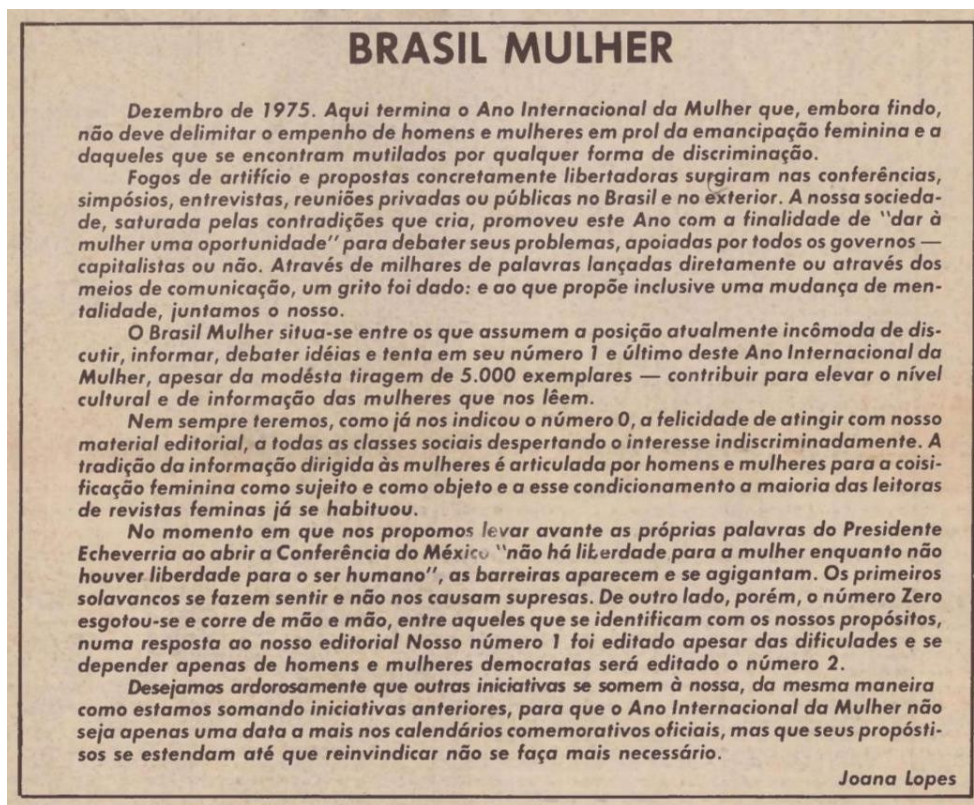 BRASIL MULHER
Dezembro de 1975. Aqui termina o Ano Internacional da Mulher que, embora findo,
não deve delimitar o empenho de homens e mulheres em prol da emancipação feminina e a
daqueles que se encontram mutilados por qualquer forma de discriminação.
Fogos de artifício e propostas concretamente libertadoras surgiram nas conferências,
simpósios, entrevistas, reuniões privadas ou públicas no Brasil e no exterior. A nossa socieda-
de, saturada pelas contradições que cria, promoveu este Ano com a finalidade de "dar à
mulher uma oportunidade" para debater seus problemas, apoiadas por todos os governos —
capitalistas ou não. Através de milhares de palavras lançadas diretamente ou através dos
meios de comunicação, um grito foi dado: e ao que propõe inclusive uma mudança de men-
talidade, juntamos o nosso.
O Brasil Mulher situa-se entre os que assumem a posição atualmente incômoda de dis-
cutir, informar, debater idéias e tenta em seu número 1 e último deste Ano Internacional da
Mulher, apesar da modésta tiragem de 5.000 exemplares — contribuir para elevar o nível
cultural e de informação das mulheres que nos lêem.
Nem sempre teremos, como já nos indicou o número 0, a felicidade de atingir com nosso
material editorial, a todas as classes sociais despertando o interesse indiscriminadamente. A
tradição da informação dirigida às mulheres é articulada por homens e mulheres para a coisi-
ficação feminina como sujeito e como objeto e a esse condicionamento a maioria das leitoras
de revistas feminas já se habituou.
No momento em que nos propomos levar avante as próprias palavras do Presidente
Echeverria ao abrir a Conferência do México "não há liberdade para a mulher enquanto não
houver liberdade para o ser humano", as barreiras aparecem e se agigantam. Os primeiros
solavancos se fazem sentir e não nos causam supresas. De outro lado, porém, o número Zero
esgotou-se e corre de mão e mão, entre aqueles que se identificam com os nossos propósitos,
numa resposta ao nosso editorial Nosso número 1 foi editado apesar das dificulades e se
depender apenas de homens e mulheres democratas será editado o número 2.
Desejamos ardorosamente que outras iniciativas se somem à nossa, da mesma maneira
como estamos somando iniciativas anteriores, para que o Ano Internacional da Mulher não
seja apenas uma data a mais nos calendários comemorativos oficiais, mas que seus propósti-
sos se estendam até que reinvindicar não se faça mais necessário.
Joana Lopes